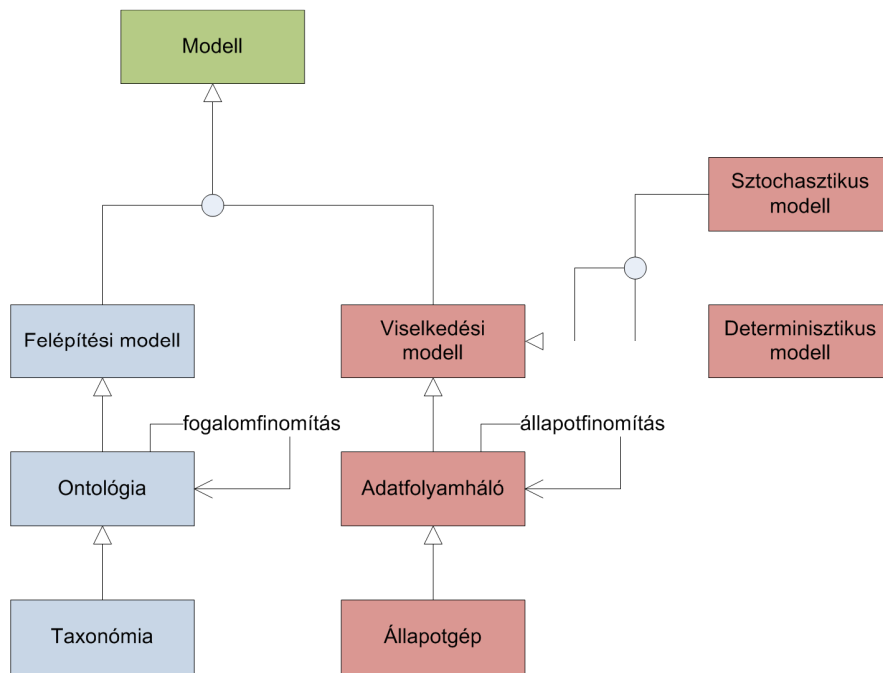 Modell
Sztochasztikus
modell
Felépítési modell
Viselkedési
modell
Determinisztikus
modell
fogalomfinomítás
állapotfinomítás
Ontológia
Adatfolyamháló
Taxonómia
Állapotgép